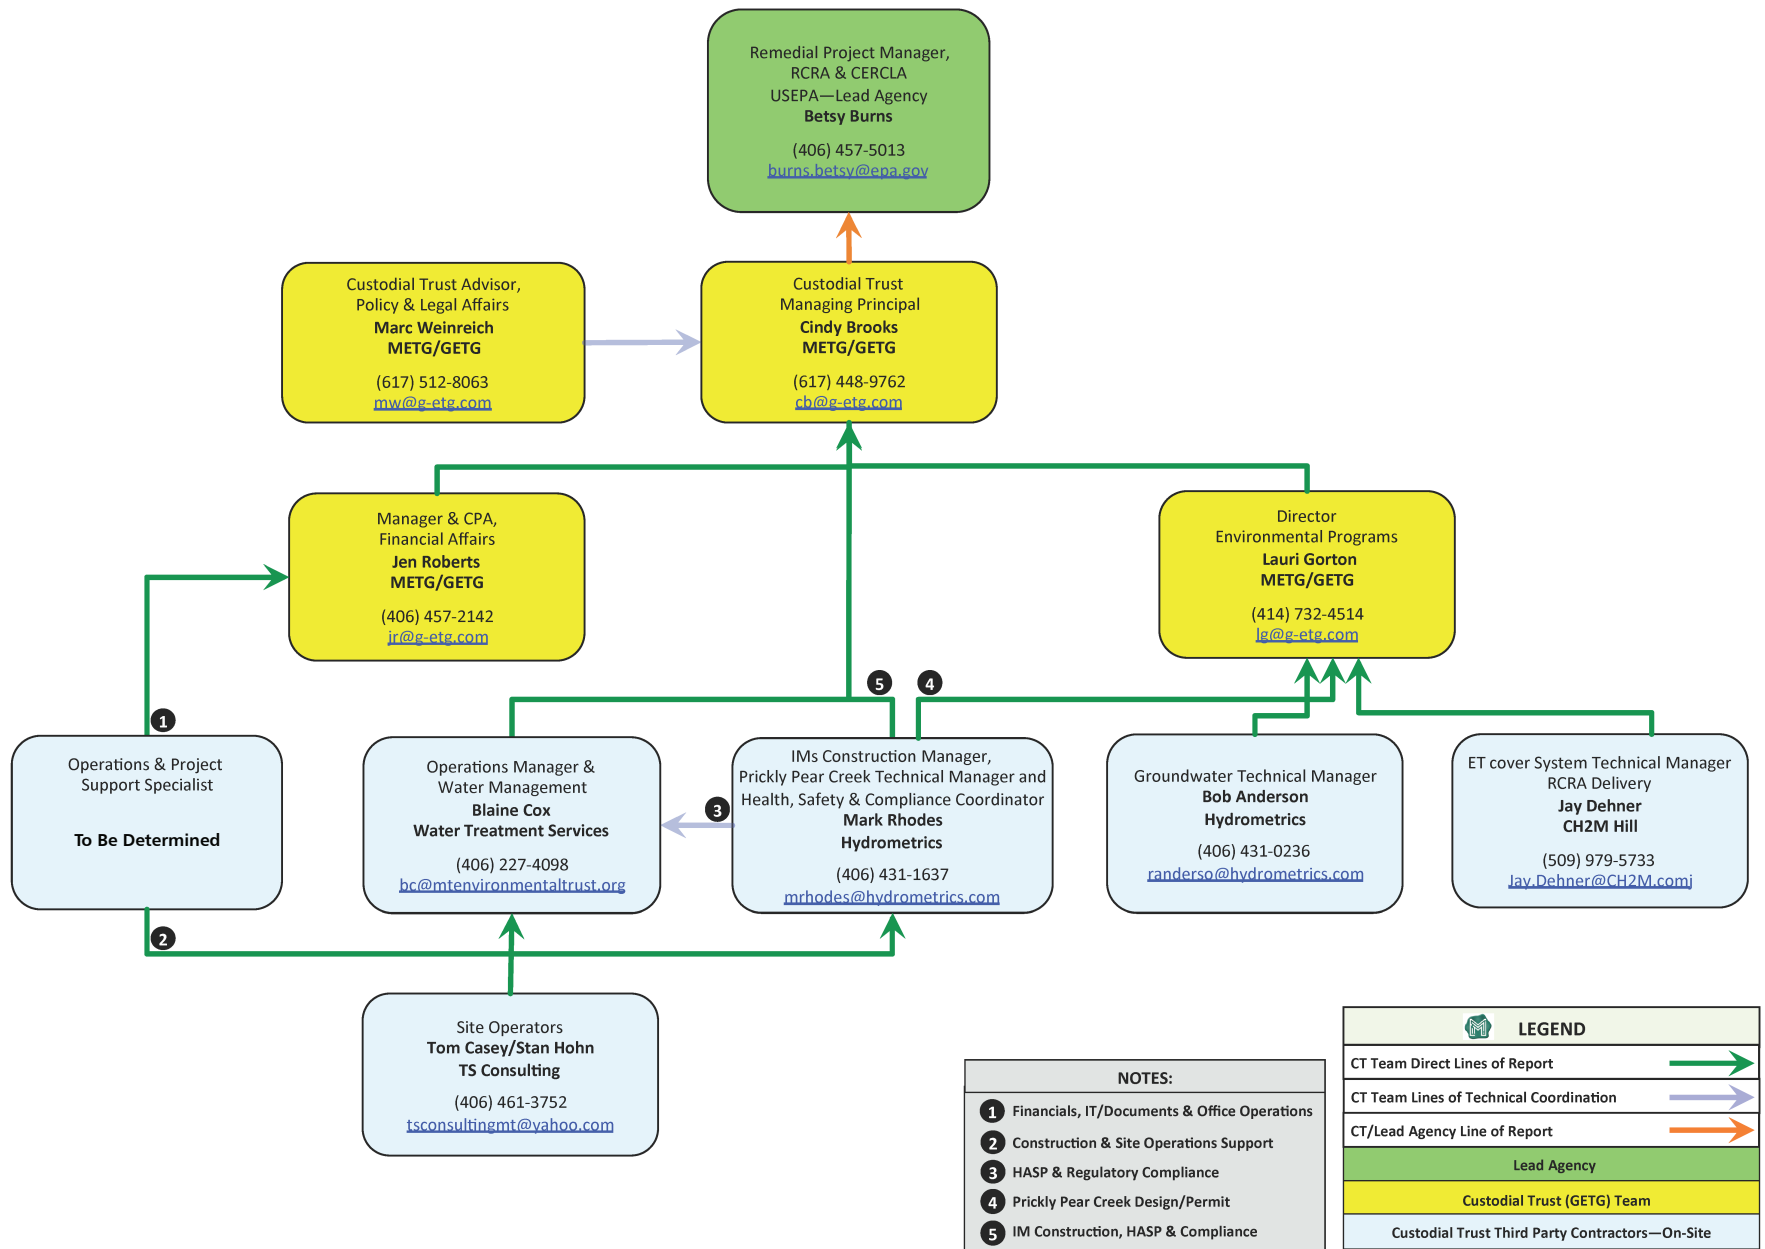 Remedial Project Manager,
RCRA & CERCLA
USEPA—Lead Agency
Betsy Burns
(406) 457-5013
burns.betsy@epa.gov
Custodial Trust Advisor,
Policy & Legal Affairs
Marc Weinreich
METG/GETG
(617) 512-8063
mw@g-etg.com
Custodial Trust
Managing Principal
Cindy Brooks
METG/GETG
(617) 448-9762
cb@g-etg.com
Manager & CPA,
Financial Affairs
Jen Roberts
METG/GETG
(406) 457-2142
jr@g-etg.com
Director
Environmental Programs
Lauri Gorton
METG/GETG
(414) 732-4514
lg@g-etg.com
5
4
1
Operations & Project
Support Specialist
To Be Determined
Operations Manager &
Water Management
Blaine Cox
Water Treatment Services
(406) 227-4098
bc@mtenvironmentaltrust.org
3
IMs Construction Manager,
Prickly Pear Creek Technical Manager and
Health, Safety & Compliance Coordinator
Mark Rhodes
Hydrometrics
(406) 431-1637
mrhodes@hydrometrics.com
Groundwater Technical Manager
Bob Anderson
Hydrometrics
(406) 431-0236
randerso@hydrometrics.com
ET cover System Technical Manager
RCRA Delivery
Jay Dehner
CH2M Hill
(509) 979-5733
Jay.Dehner@CH2M.comj
2
Site Operators
Tom Casey/Stan Hohn
TS Consulting
(406) 461-3752
tsconsultingmt@yahoo.com
NOTES:
1 Financials, IT/Documents & Office Operations
2 Construction & Site Operations Support
3 HASP & Regulatory Compliance
4 Prickly Pear Creek Design/Permit
5 IM Construction, HASP & Compliance
M LEGEND
CT Team Direct Lines of Report
CT Team Lines of Technical Coordination
CT/Lead Agency Line of Report
Lead Agency
Custodial Trust (GETG) Team
Custodial Trust Third Party Contractors—On-Site